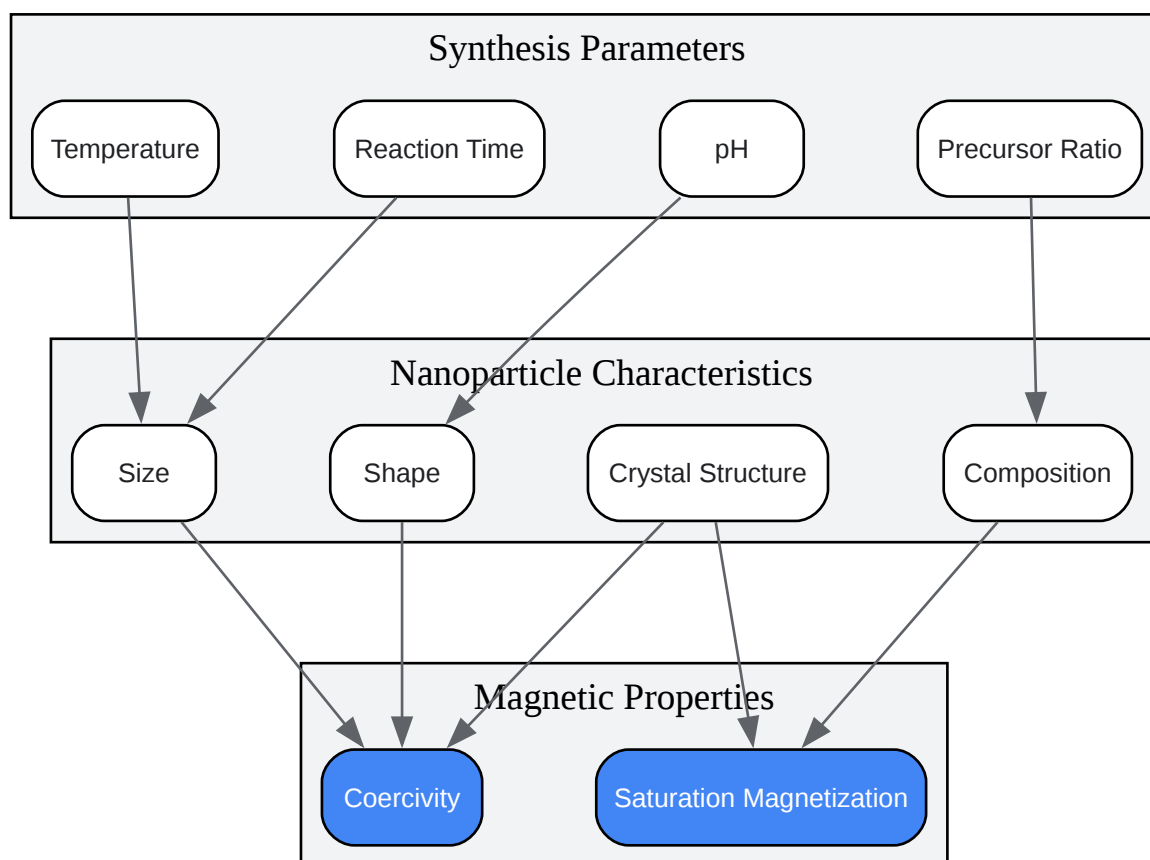 Synthesis Parameters
Temperature
Reaction Time
pH
Precursor Ratio
Nanoparticle Characteristics
Size
Shape
Crystal Structure
Composition
Magnetic Properties
Coercivity
Saturation Magnetization